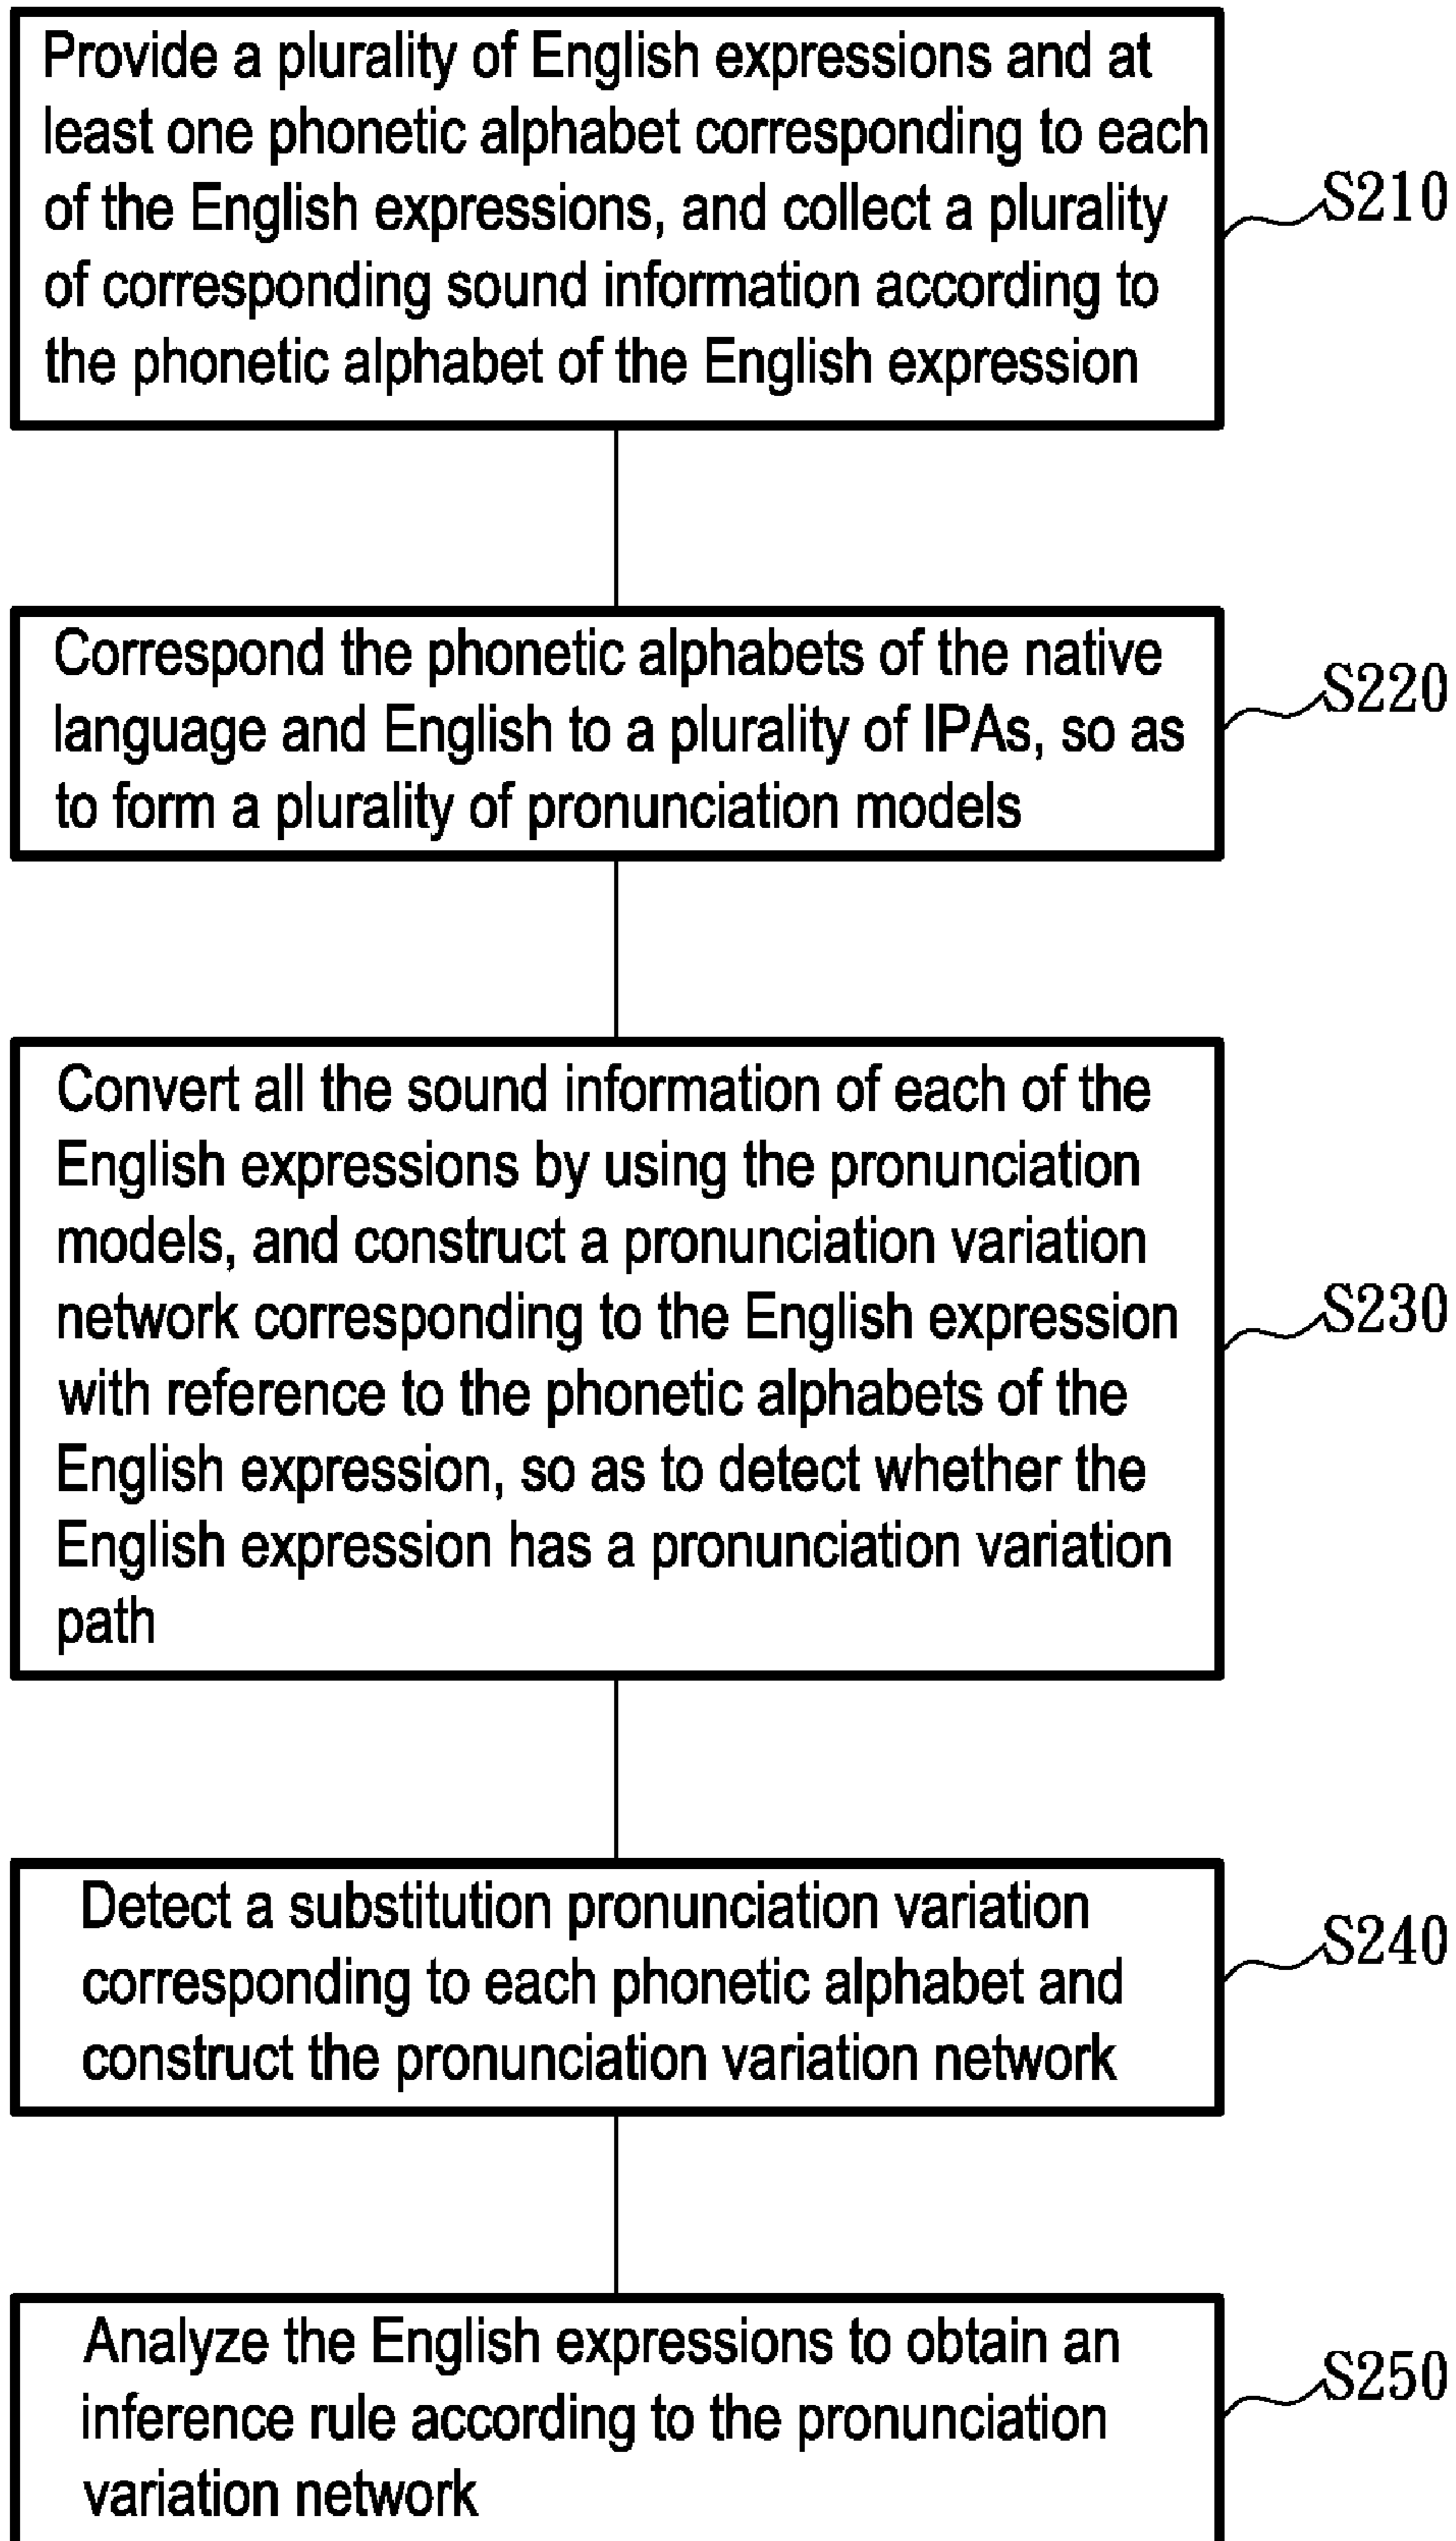 Provide a plurality of English expressions and at
least one phonetic alphabet corresponding to each
of the English expressions, and collect a plurality
of corresponding sound information according to
the phonetic alphabet of the English expression
S210
Correspond the phonetic alphabets of the native
language and English to a plurality of IPAs, so as
to form a plurality of pronunciation models
S220
Convert all the sound information of each of the
English expressions by using the pronunciation
models, and construct a pronunciation variation
network corresponding to the English expression
with reference to the phonetic alphabets of the
English expression, so as to detect whether the
English expression has a pronunciation variation
path
S230
Detect a substitution pronunciation variation
corresponding to each phonetic alphabet and
construct the pronunciation variation network
S240
Analyze the English expressions to obtain an
inference rule according to the pronunciation
variation network
S250